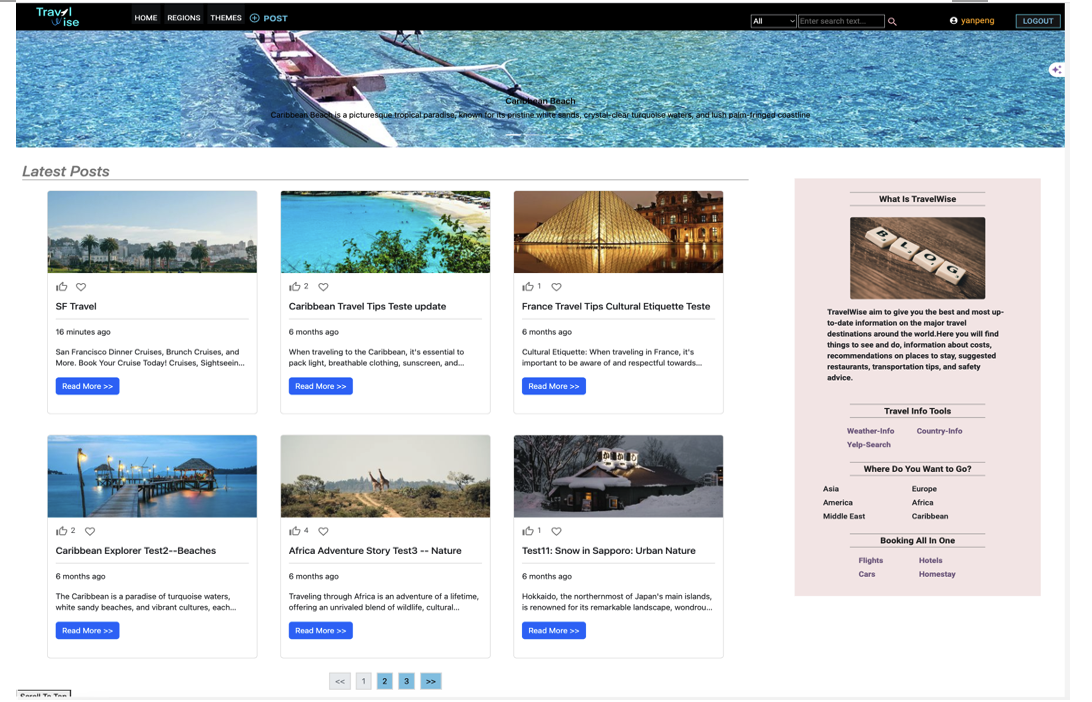 Travel
Wise
HOME REGIONS THEMES POST
All
Enter search text...
yanpeng
LOGOUT
Caribbean Beach
Caribbean Beach is a picturesque tropical paradise, known for its pristine white sands, crystal-clear turquoise waters, and lush palm-fringed coastline
Latest Posts
SF Travel
16 minutes ago
San Francisco Dinner Cruises, Brunch Cruises, and
More. Book Your Cruise Today! Cruises, Sightseein...
Read More >>
2
Caribbean Travel Tips Teste update
6 months ago
When traveling to the Caribbean, it's essential to
pack light, breathable clothing, sunscreen, and...
Read More >>
1
France Travel Tips Cultural Etiquette Teste
6 months ago
Cultural Etiquette: When traveling in France, it's
important to be aware of and respectful towards...
Read More >>
2
Caribbean Explorer Test2--Beaches
6 months ago
The Caribbean is a paradise of turquoise waters,
white sandy beaches, and vibrant cultures, each...
Read More >>
4
Africa Adventure Story Test3 -- Nature
6 months ago
Traveling through Africa is an adventure of a lifetime,
offering an unrivaled blend of wildlife, cultural...
Read More >>
1
Test11: Snow in Sapporo: Urban Nature
6 months ago
Hokkaido, the northernmost of Japan's main islands,
is renowned for its remarkable landscape, wondrou...
Read More >>
<< 1 2 3 >>
Scroll To Top
What Is TravelWise
BLOG
TravelWise aim to give you the best and most up-
to-date information on the major travel
destinations around the world.Here you will find
things to see and do, information about costs,
recommendations on places to stay, suggested
restaurants, transportation tips, and safety
advice.
Travel Info Tools
Weather-Info Country-Info
Yelp-Search
Where Do You Want to Go?
Asia Europe
America Africa
Middle East Caribbean
Booking All In One
Flights Hotels
Cars Homestay